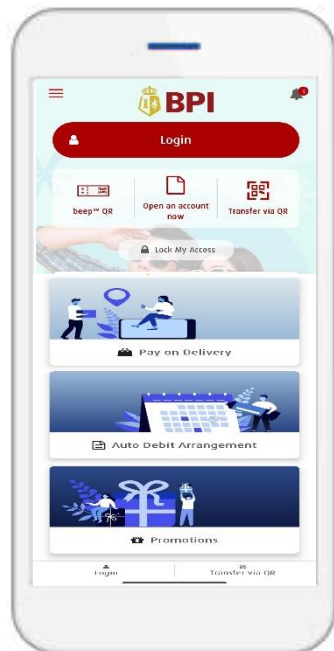 BPI
Login
beep™ QR
Open an account
now
Transfer via QR
Lock My Access
Pay on Delivery
Auto Debit Arrangement
Promotions
Login
Transfer via QR